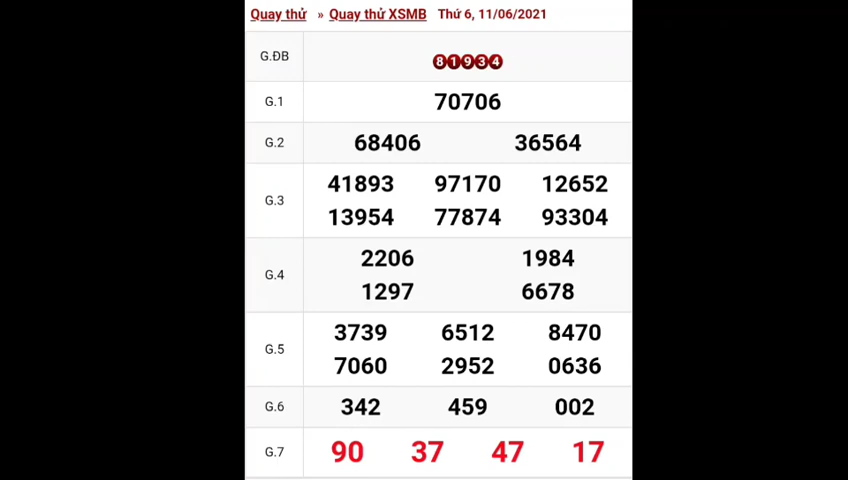 Quay thử » Quay thử XSMB Thứ 6, 11/06/2021
G.ĐB 81934
G.1 70706
G.2 68406 36564
G.3 41893 97170 12652
13954 77874 93304
G.4 2206 1984
1297 6678
G.5 3739 6512 8470
7060 2952 0636
G.6 342 459 002
G.7 90 37 47 17